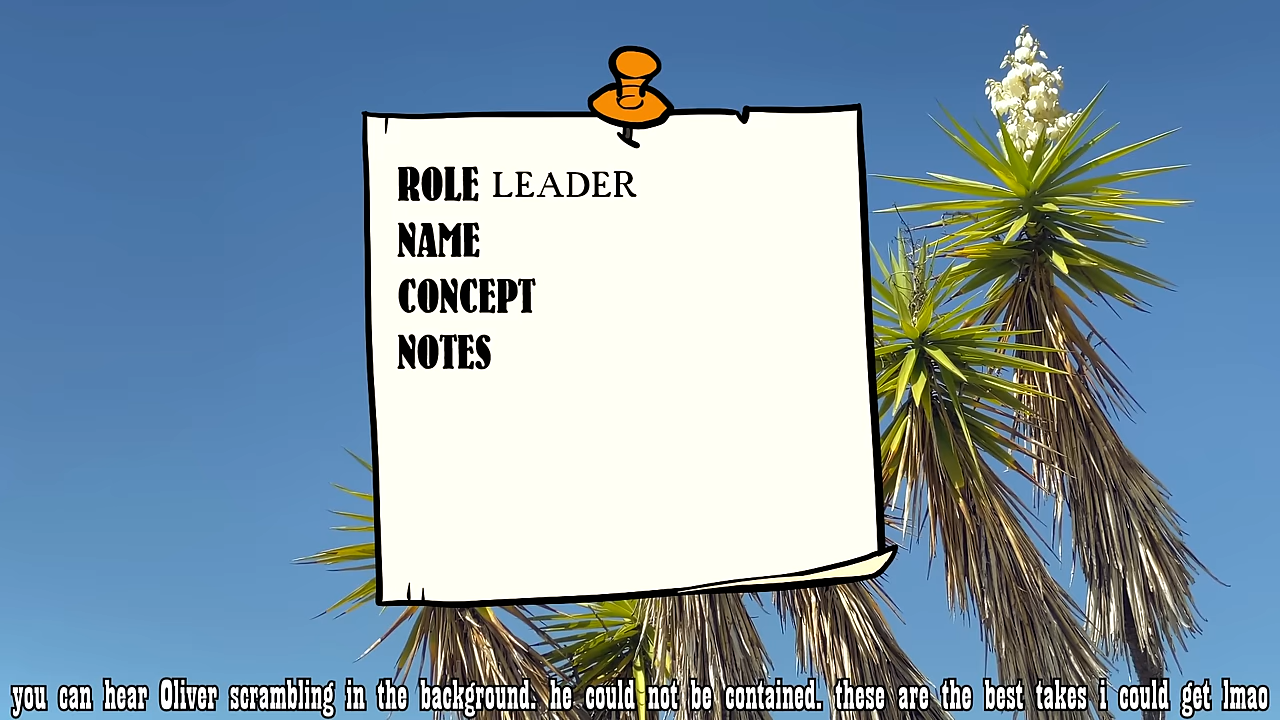 ROLE LEADER
NAME
CONCEPT
NOTES
you can hear Oliver scrambling in the background. he could not be contained. these are the best takes i could get lmao